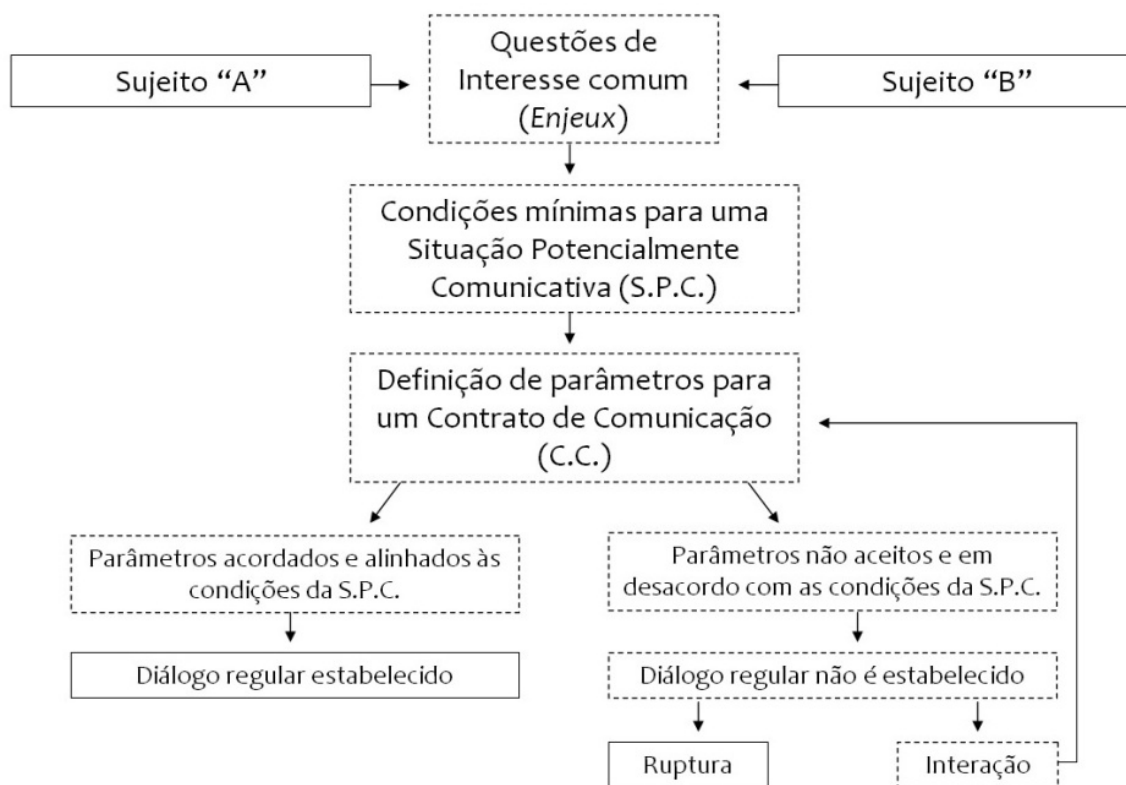 Questões de
Interesse comum
(Enjeux)
Sujeito “A”
Sujeito “B”
Condições mínimas para uma
Situação Potencialmente
Comunicativa (S.P.C.)
Definição de parâmetros para
um Contrato de Comunicação
(C.C.)
Parâmetros acordados e alinhados às
condições da S.P.C.
Parâmetros não aceitos e em
desacordo com as condições da S.P.C.
Diálogo regular estabelecido
Diálogo regular não é estabelecido
Ruptura
Interação